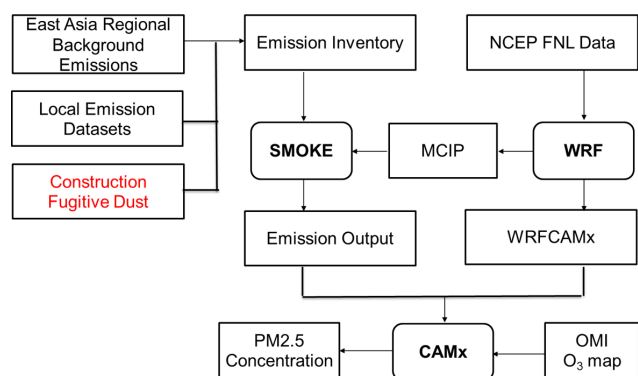 East Asia Regional
Background
Emissions
Emission Inventory
NCEP FNL Data
Local Emission
Datasets
SMOKE
MCIP
WRF
Construction
Fugitive Dust
Emission Output
WRFCAMx
PM2.5
Concentration
CAMx
OMI
O₃ map